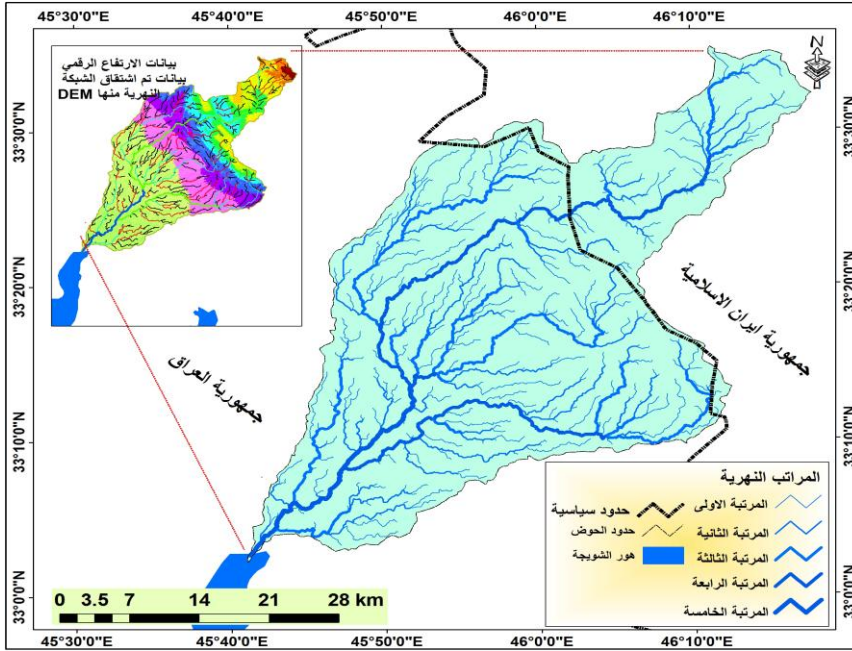 45°30'0"E 45°40'0"E 45°50'0"E 46°0'0"E 46°10'0"E
N
بيانات الارتفاع الرقمي
بيانات تم اشتقاق الشبكة
النهرية منها DEM
33°30'0"N
33°30'0"N
33°20'0"N
33°20'0"N
جمهورية ايران الاسلامية
جمهورية العراق
33°10'0"N
33°10'0"N
المراتب النهرية
المرتبة الاولى
حدود سياسية
المرتبة الثانية
حدود الحوض
المرتبة الثالثة
هور الشويجة
المرتبة الرابعة
المرتبة الخامسة
33°0'0"N
33°0'0"N
0 3.5 7 14 21 28 km
45°30'0"E 45°40'0"E 45°50'0"E 46°0'0"E 46°10'0"E